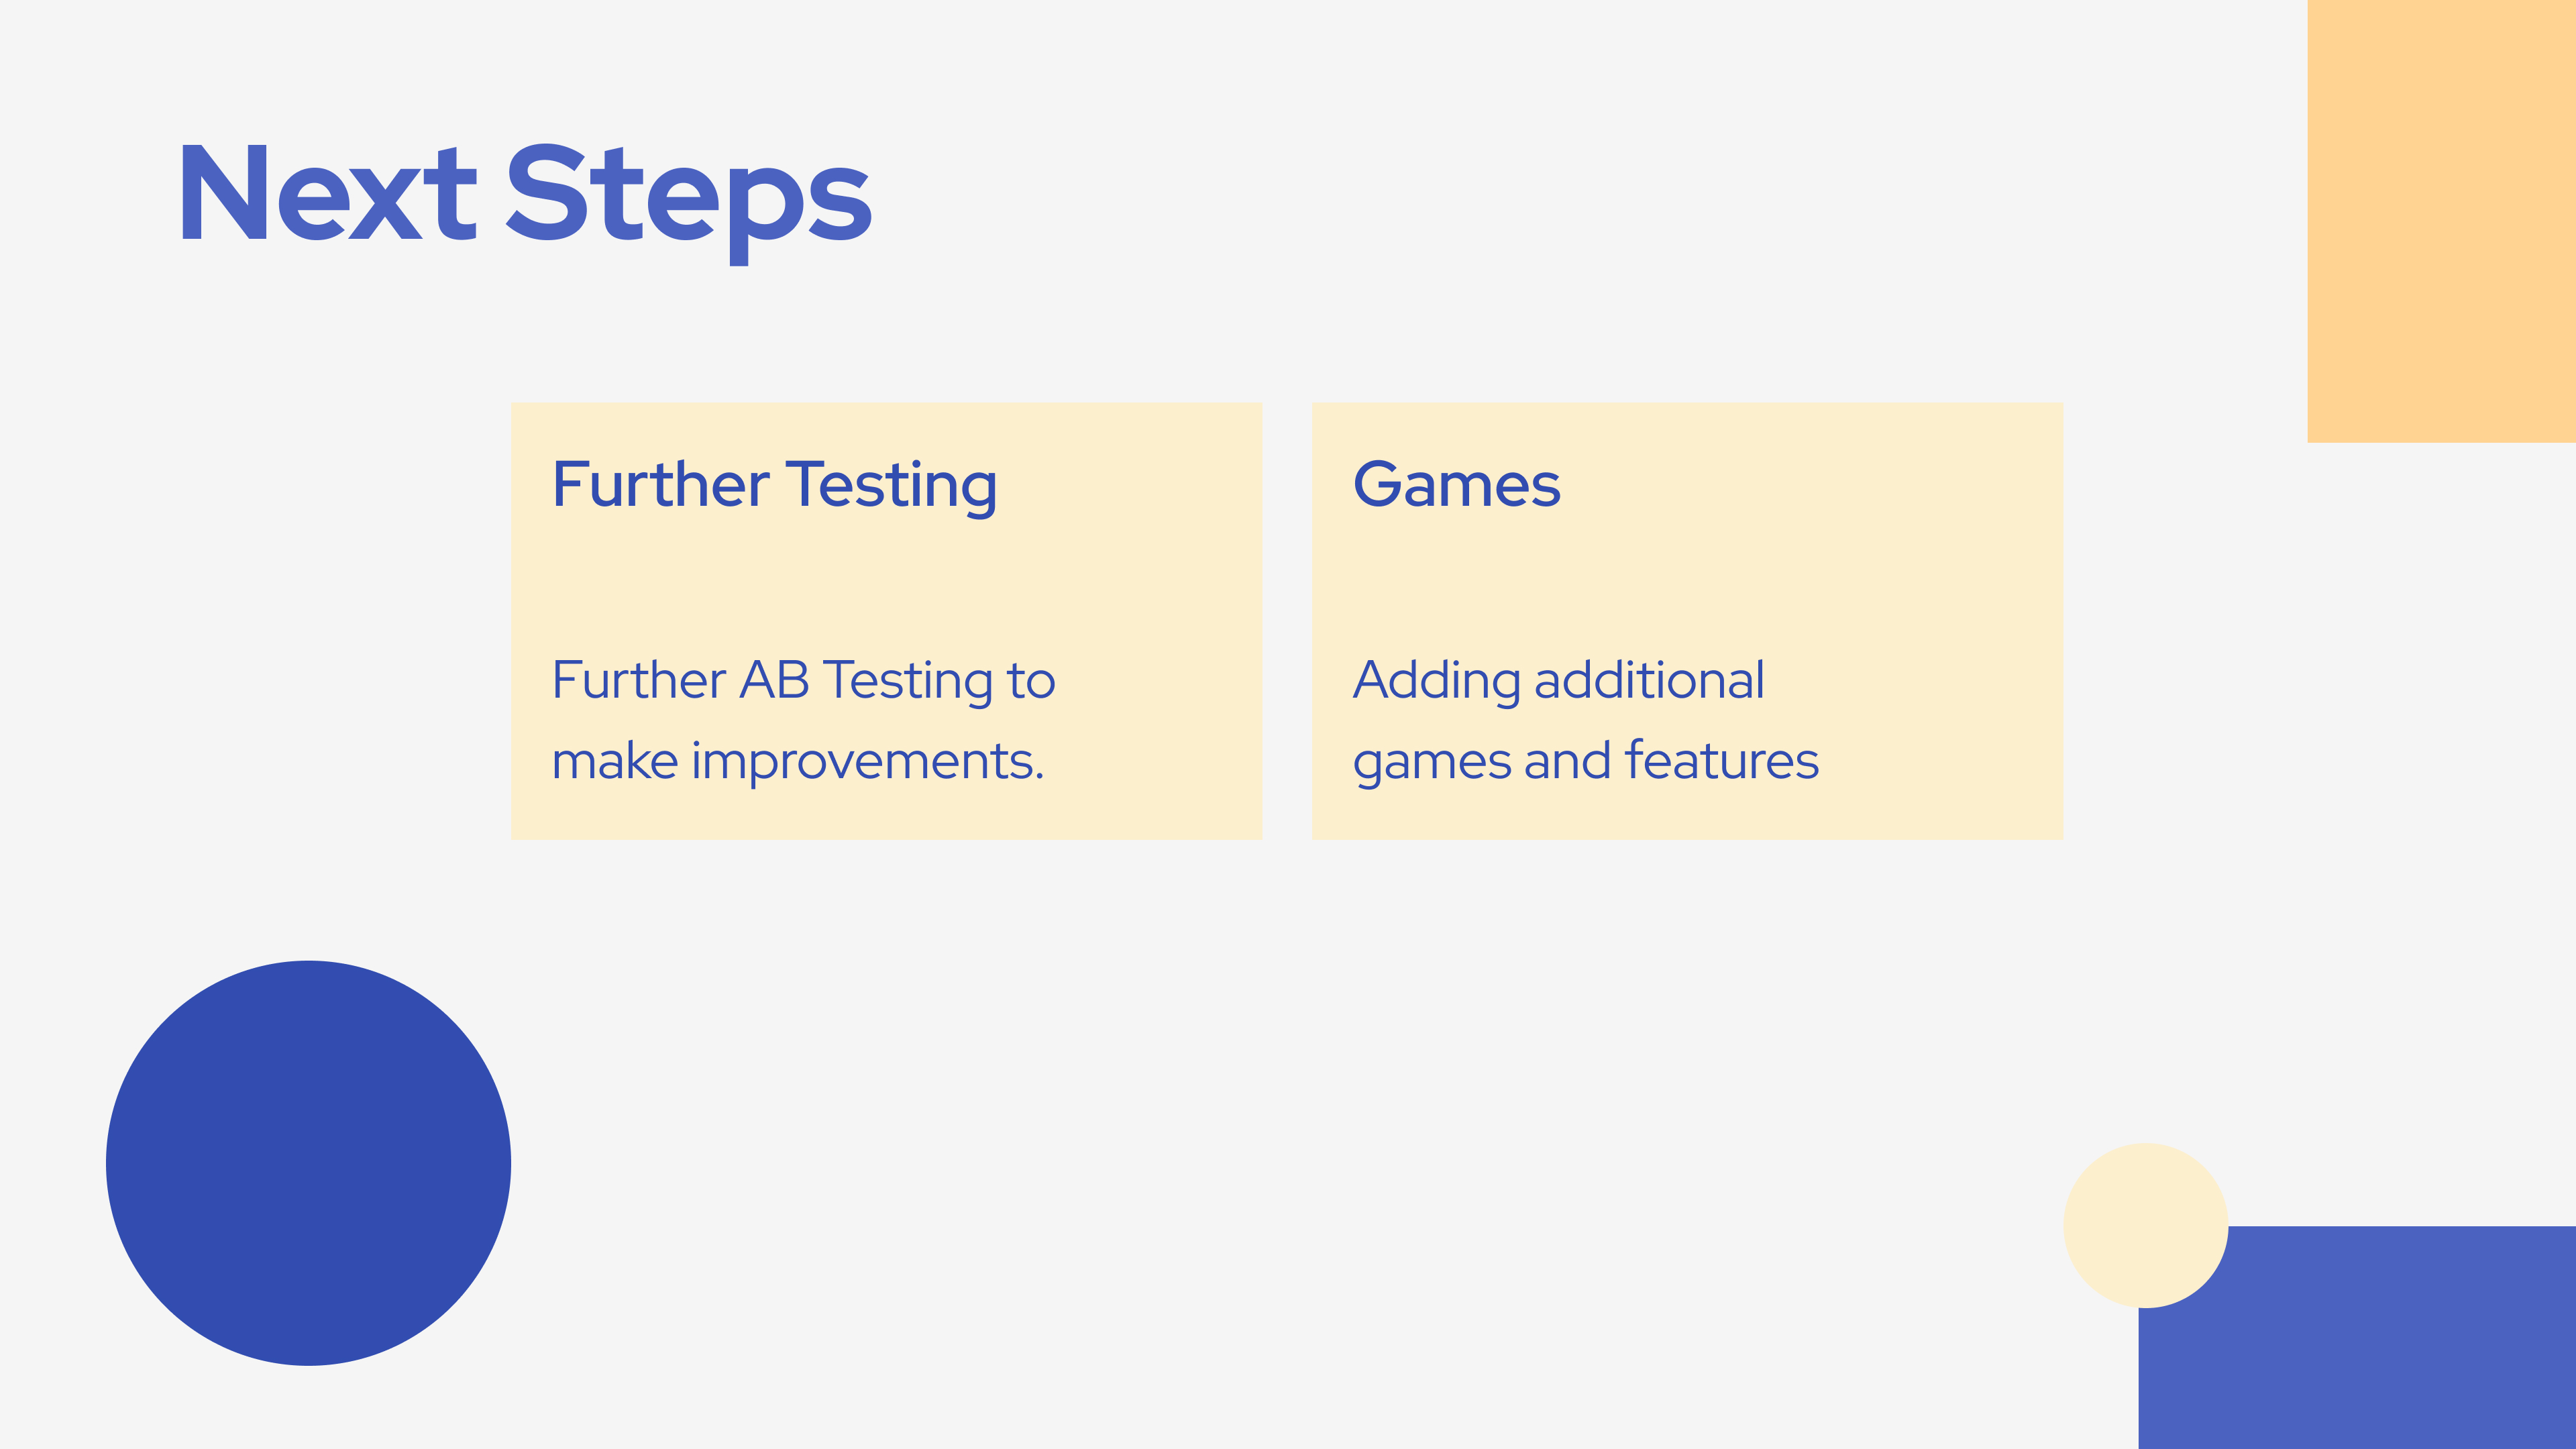 Next Steps
Further Testing
Further AB Testing to
make improvements.
Games
Adding additional
games and features